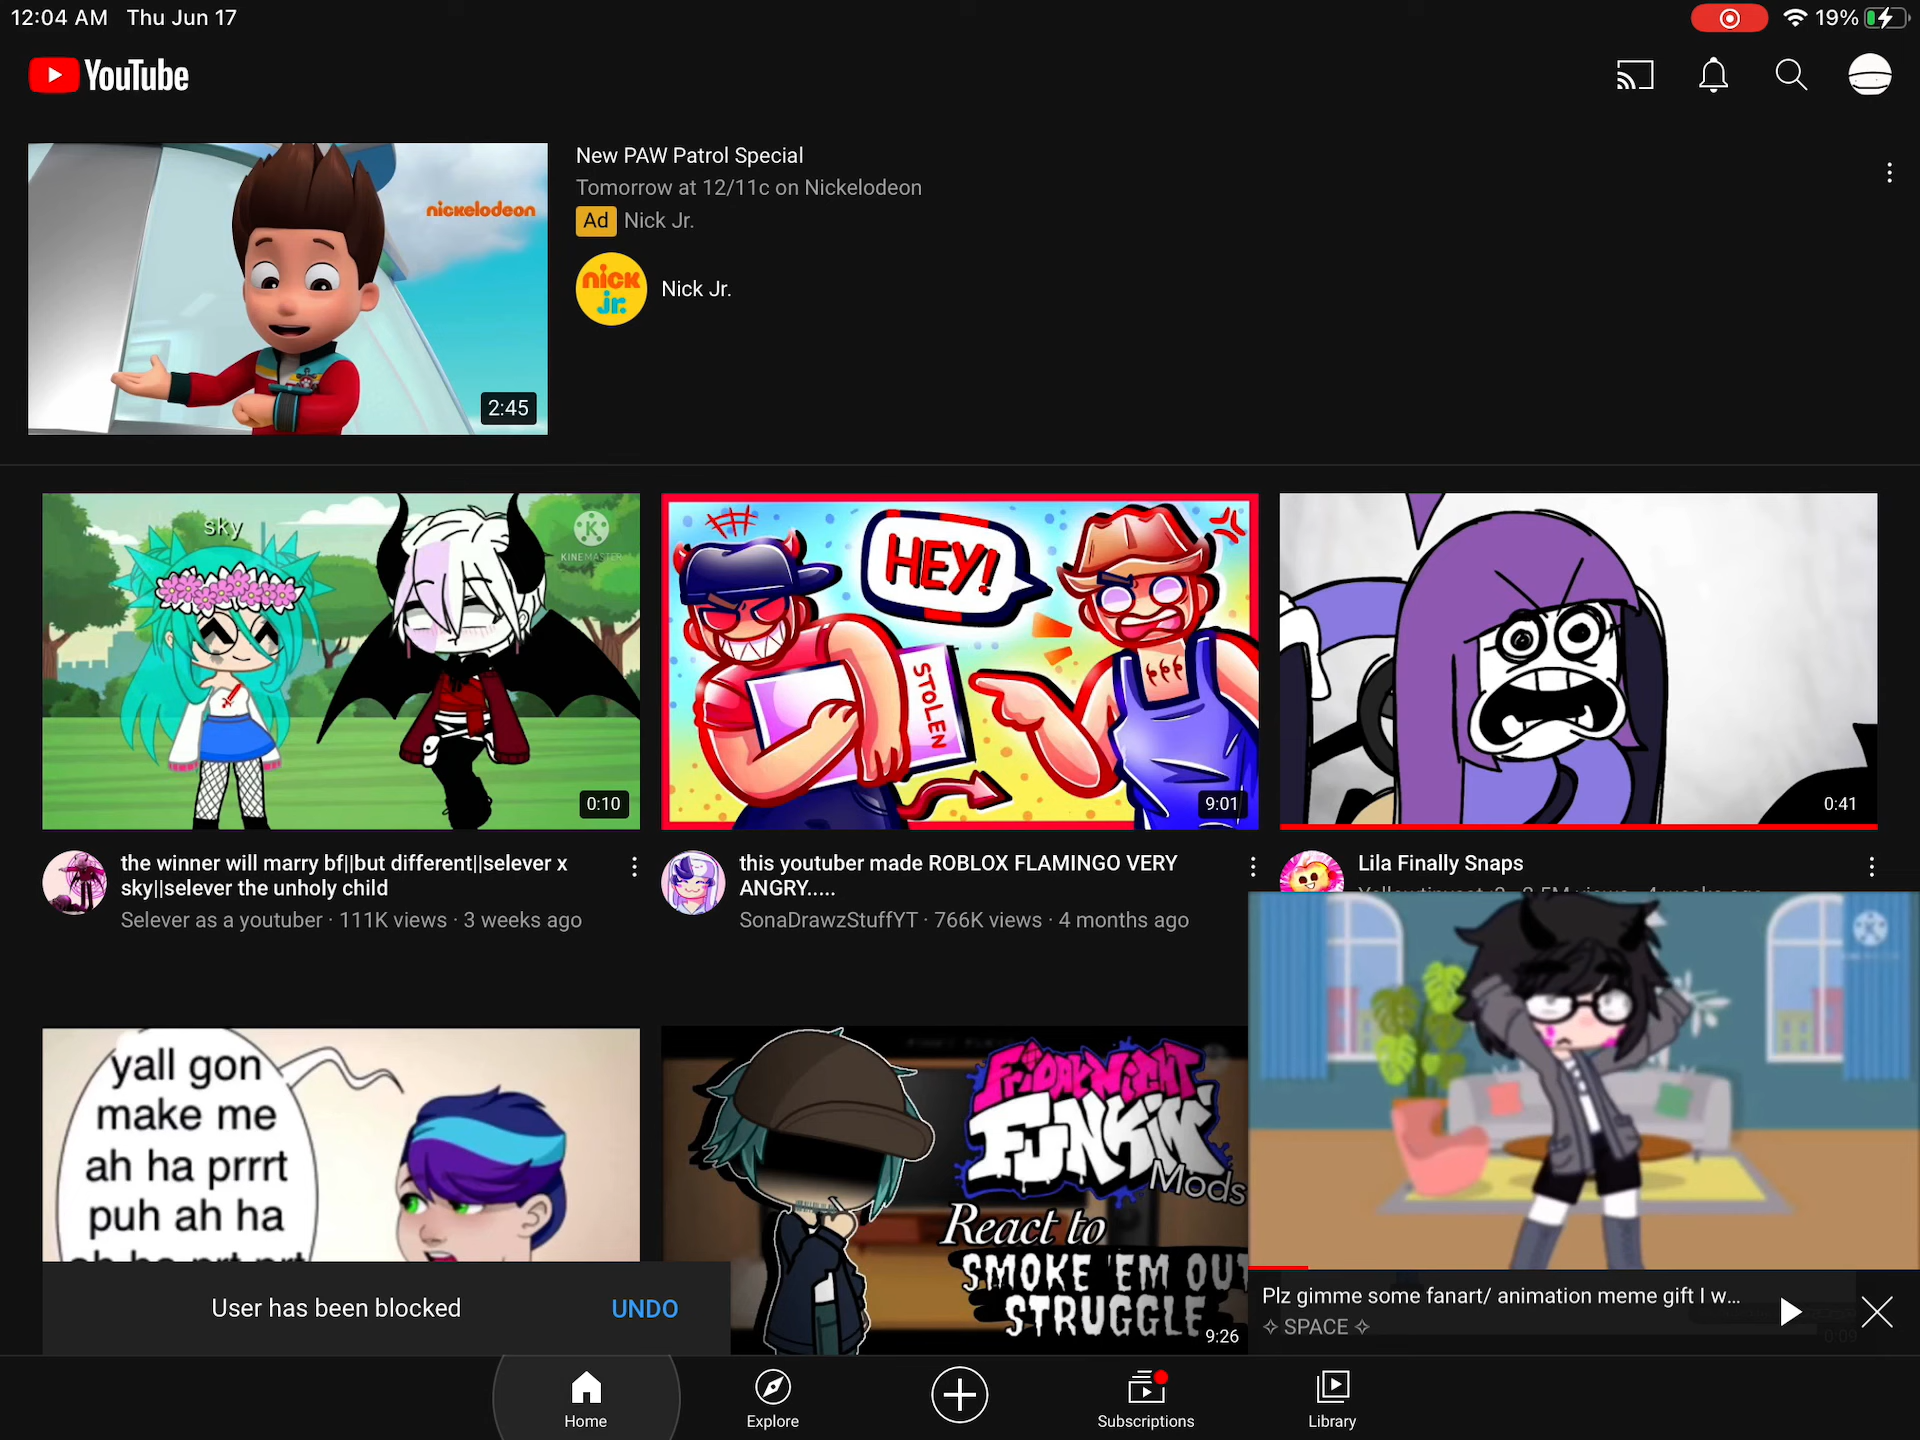 12:04 AM Thu Jun 17
19%
YouTube
New PAW Patrol Special
Tomorrow at 12/11c on Nickelodeon
Ad Nick Jr.
nickelodeon
nick jr.
Nick Jr.
2:45
sky
KINEMASTER
0:10
HEY!
STOLEN
9:01
0:41
the winner will marry bf||but different||selever x
sky||selever the unholy child
Selever as a youtuber · 111K views · 3 weeks ago
this youtuber made ROBLOX FLAMINGO VERY
ANGRY.....
SonaDrawzStuffYT · 766K views · 4 months ago
Lila Finally Snaps
yall gon
make me
ah ha prrrt
puh ah ha
FRIDAY NIGHT
FUNKIN'
Mods
React to
SMOKE 'EM OUT
STRUGGLE
9:26
User has been blocked UNDO
Plz gimme some fanart/ animation meme gift I w...
✧ SPACE ✧
0:09
Home
Explore
Subscriptions
Library